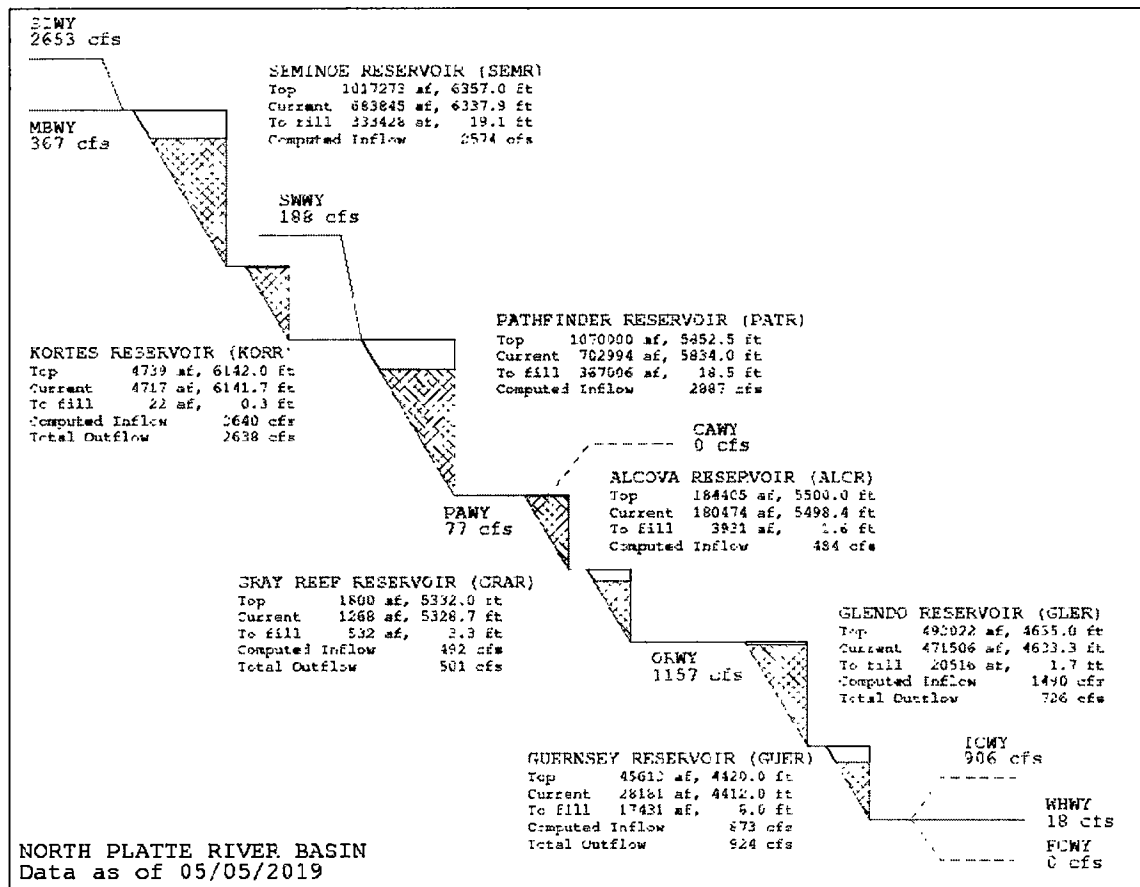 2653 cfs
SEMINOE RESERVOIR (SEMR)
Top 1017273 af, 6357.0 ft
Current 683845 af, 6337.9 ft
To fill 333428 af, 19.1 ft
Computed Inflow 2574 cfs
MBWY
367 cfs
SWWY
188 cfs
PATHFINDER RESERVOIR (PATR)
Top 1070000 af, 5852.5 ft
Current 702994 af, 5834.0 ft
To fill 367006 af, 18.5 ft
Computed Inflow 2887 cfs
KORTES RESERVOIR (KORR)
Top 4739 af, 6142.0 ft
Current 4717 af, 6141.7 ft
To fill 22 af, 0.3 ft
Computed Inflow 2640 cfs
Total Outflow 2638 cfs
CAWY
0 cfs
ALCOVA RESERVOIR (ALCR)
Top 184405 af, 5500.0 ft
Current 180474 af, 5498.4 ft
To fill 3931 af, 1.6 ft
Computed Inflow 484 cfs
PAWY
77 cfs
GRAY REEF RESERVOIR (GRAR)
Top 1800 af, 5332.0 ft
Current 1268 af, 5328.7 ft
To fill 532 af, 3.3 ft
Computed Inflow 492 cfs
Total Outflow 501 cfs
GLENDO RESERVOIR (GLER)
Top 492022 af, 4635.0 ft
Current 471506 af, 4633.3 ft
To fill 20516 af, 1.7 ft
Computed Inflow 1490 cfs
Total Outflow 726 cfs
1157 cfs
GUERNSEY RESERVOIR (GUER)
Top 45612 af, 4420.0 ft
Current 28181 af, 4412.0 ft
To fill 17431 af, ft
Computed Inflow 673 cfs
Total Outflow 924 cfs
ICWY
906 cfs
WHWY
18 cfs
FCWY
0 cfs
NORTH PLATTE RIVER BASIN
Data as of 05/05/2019